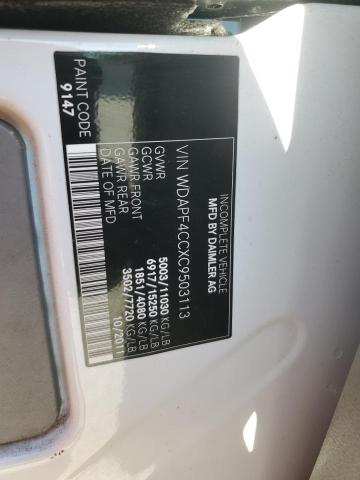 INCOMPLETE VEHICLE
MFD BY DAIMLER AG
VIN WDAPF4CCXC9503113
GVWR 5003/11030 KG/LB
GCWR 6917/15250 KG/LB
GAWR FRONT 1851/4080 KG/LB
GAWR REAR 3502/7720 KG/LB
DATE OF MFD 10/2011
PAINT CODE
9147